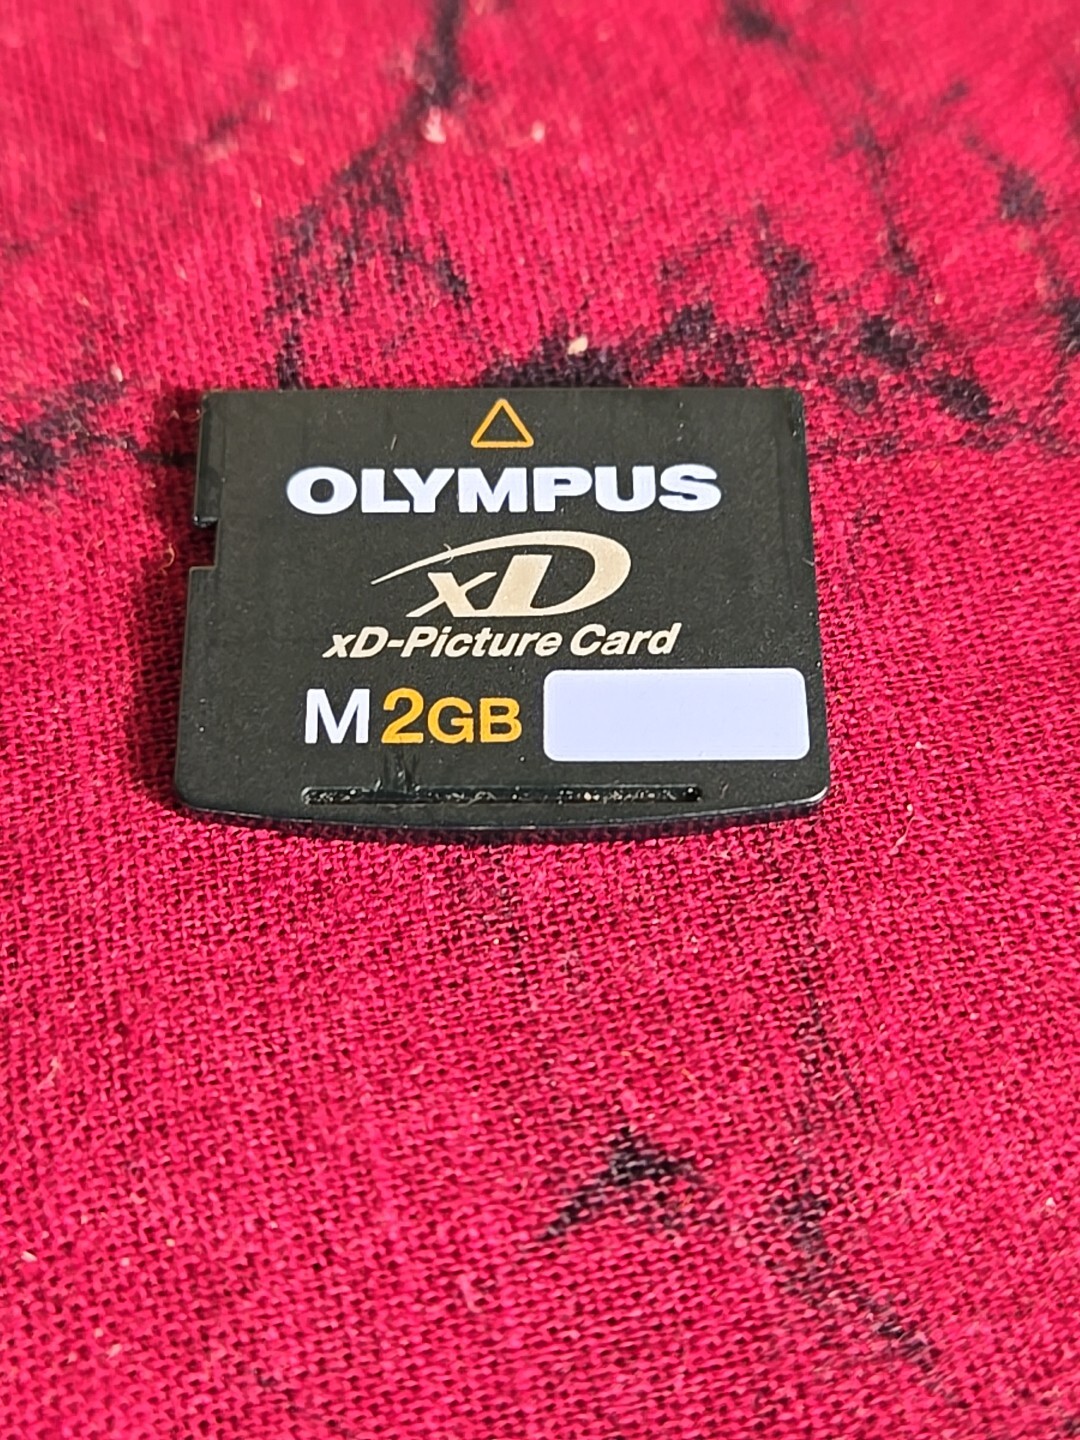 OLYMPUS
xD
xD-Picture Card
M 2GB